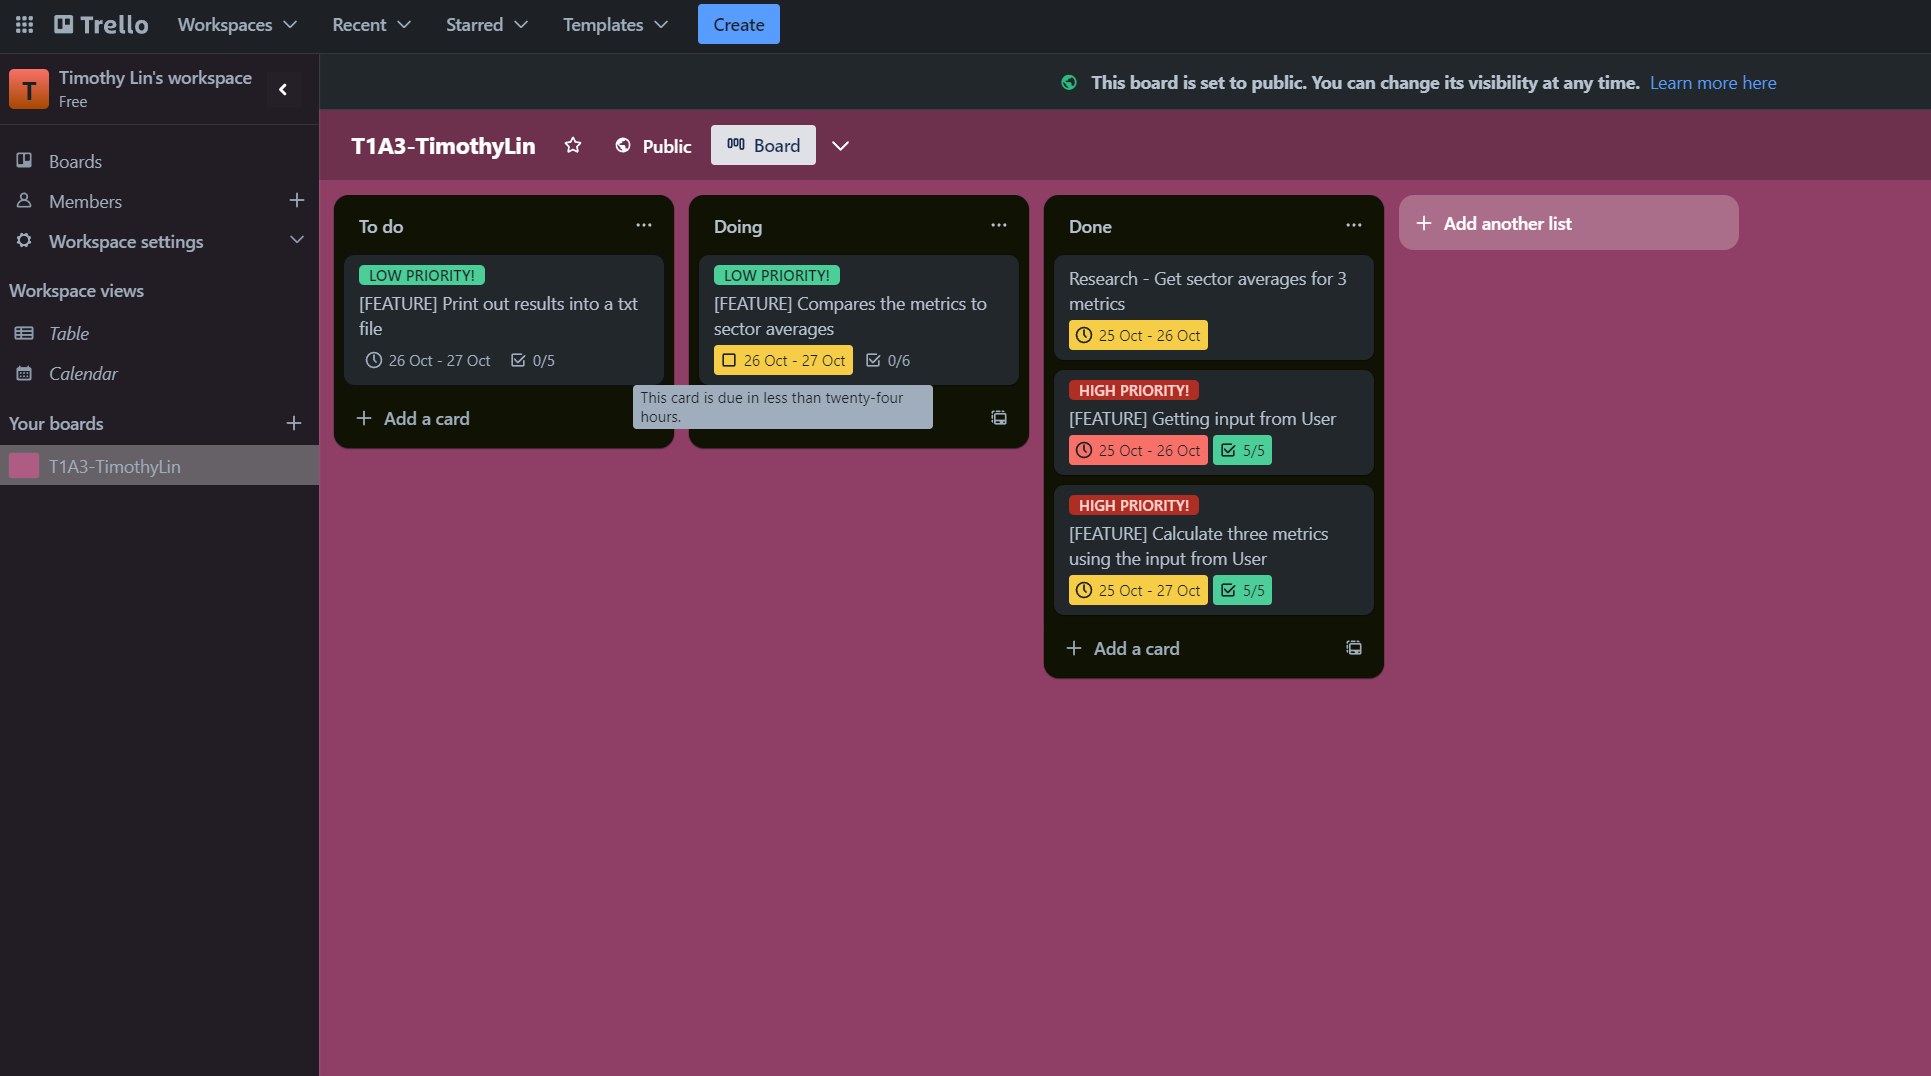 Trello
Workspaces
Recent
Starred
Templates
Create
T
Timothy Lin's workspace
Free
This board is set to public. You can change its visibility at any time. Learn more here
T1A3-TimothyLin
Public
Board
Boards
Members
Workspace settings
Workspace views
Table
Calendar
Your boards
T1A3-TimothyLin
To do
LOW PRIORITY!
[FEATURE] Print out results into a txt
file
26 Oct - 27 Oct
0/5
Add a card
Doing
LOW PRIORITY!
[FEATURE] Compares the metrics to
sector averages
26 Oct - 27 Oct
0/6
This card is due in less than twenty-four
hours.
Done
Research - Get sector averages for 3
metrics
25 Oct - 26 Oct
HIGH PRIORITY!
[FEATURE] Getting input from User
25 Oct - 26 Oct
5/5
HIGH PRIORITY!
[FEATURE] Calculate three metrics
using the input from User
25 Oct - 27 Oct
5/5
Add a card
Add another list